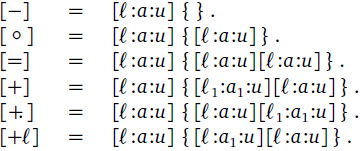 [−] = [ℓ:a:u] { } .
[∘] = [ℓ:a:u] {[ℓ:a:u]} .
[=] = [ℓ:a:u] {[ℓ:a:u][ℓ:a:u]} .
[+] = [ℓ:a:u] {[ℓ₁:a₁:u][ℓ:a:u]} .
[+.] = [ℓ:a:u] {[ℓ:a:u][ℓ₁:a₁:u]} .
[+ℓ] = [ℓ:a:u] {[ℓ:a₁:u][ℓ:a:u]} .